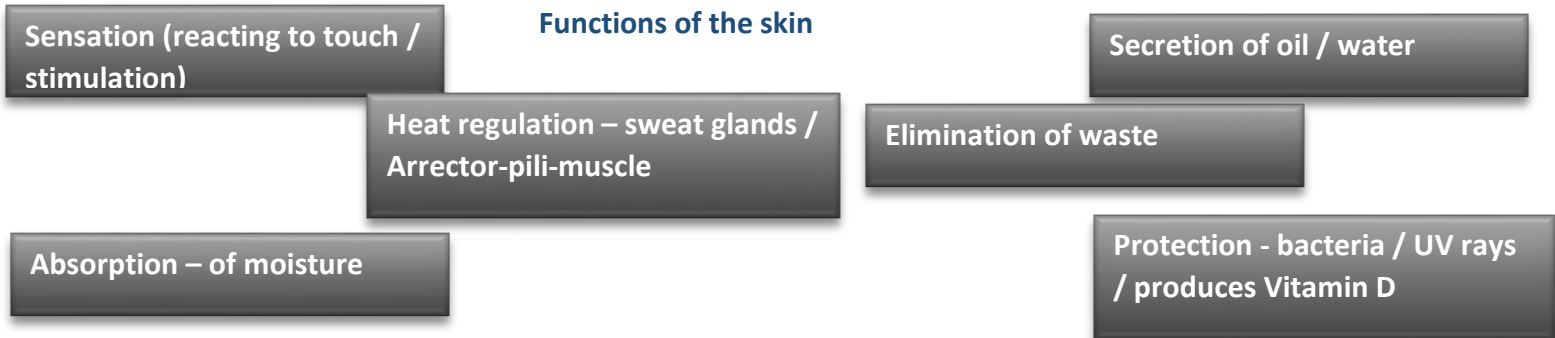 Functions of the skin
Sensation (reacting to touch /
stimulation)
Secretion of oil / water
Heat regulation – sweat glands /
Arrector-pili-muscle
Elimination of waste
Absorption – of moisture
Protection - bacteria / UV rays
/ produces Vitamin D